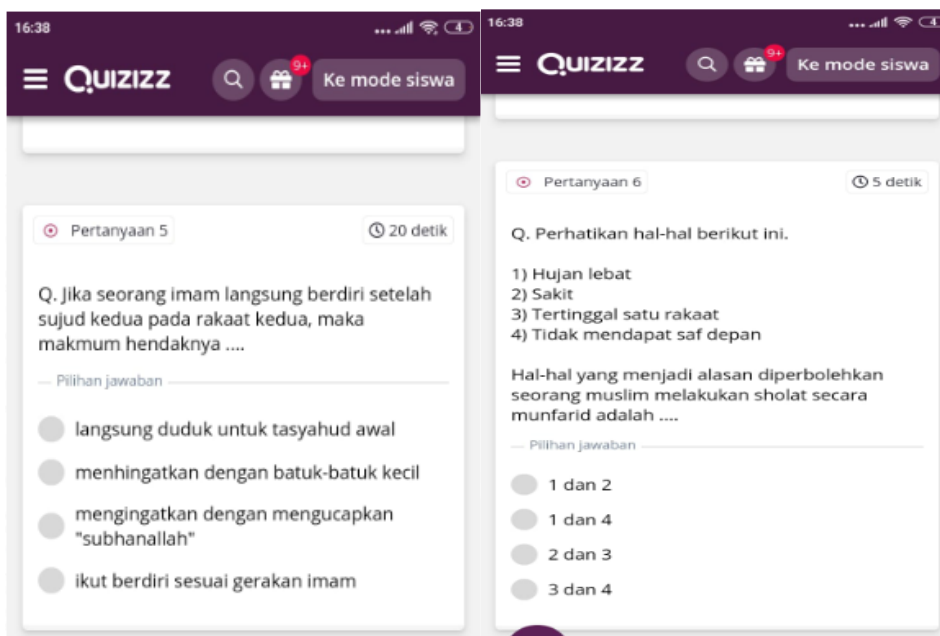 16:38
4
QUIZIZZ
9+
Ke mode siswa
Pertanyaan 5
20 detik
Q. Jika seorang imam langsung berdiri setelah
sujud kedua pada rakaat kedua, maka
makmum hendaknya ....
Pilihan jawaban
langsung duduk untuk tasyahud awal
menhingatkan dengan batuk-batuk kecil
mengingatkan dengan mengucapkan
"subhanallah"
ikut berdiri sesuai gerakan imam
16:38
4
QUIZIZZ
9+
Ke mode siswa
Pertanyaan 6
5 detik
Q. Perhatikan hal-hal berikut ini.
1) Hujan lebat
2) Sakit
3) Tertinggal satu rakaat
4) Tidak mendapat saf depan
Hal-hal yang menjadi alasan diperbolehkan
seorang muslim melakukan sholat secara
munfarid adalah ....
Pilihan jawaban
1 dan 2
1 dan 4
2 dan 3
3 dan 4